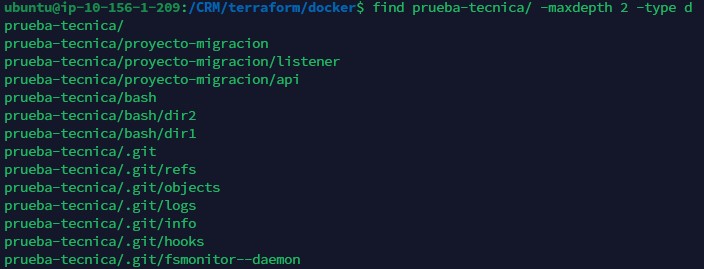 ubuntu@ip-10-156-1-209:/CRM/terraform/docker$ find prueba-tecnica/ -maxdepth 2 -type d
prueba-tecnica/
prueba-tecnica/proyecto-migracion
prueba-tecnica/proyecto-migracion/listener
prueba-tecnica/proyecto-migracion/api
prueba-tecnica/bash
prueba-tecnica/bash/dir2
prueba-tecnica/bash/dir1
prueba-tecnica/.git
prueba-tecnica/.git/refs
prueba-tecnica/.git/objects
prueba-tecnica/.git/logs
prueba-tecnica/.git/info
prueba-tecnica/.git/hooks
prueba-tecnica/.git/fsmonitor--daemon